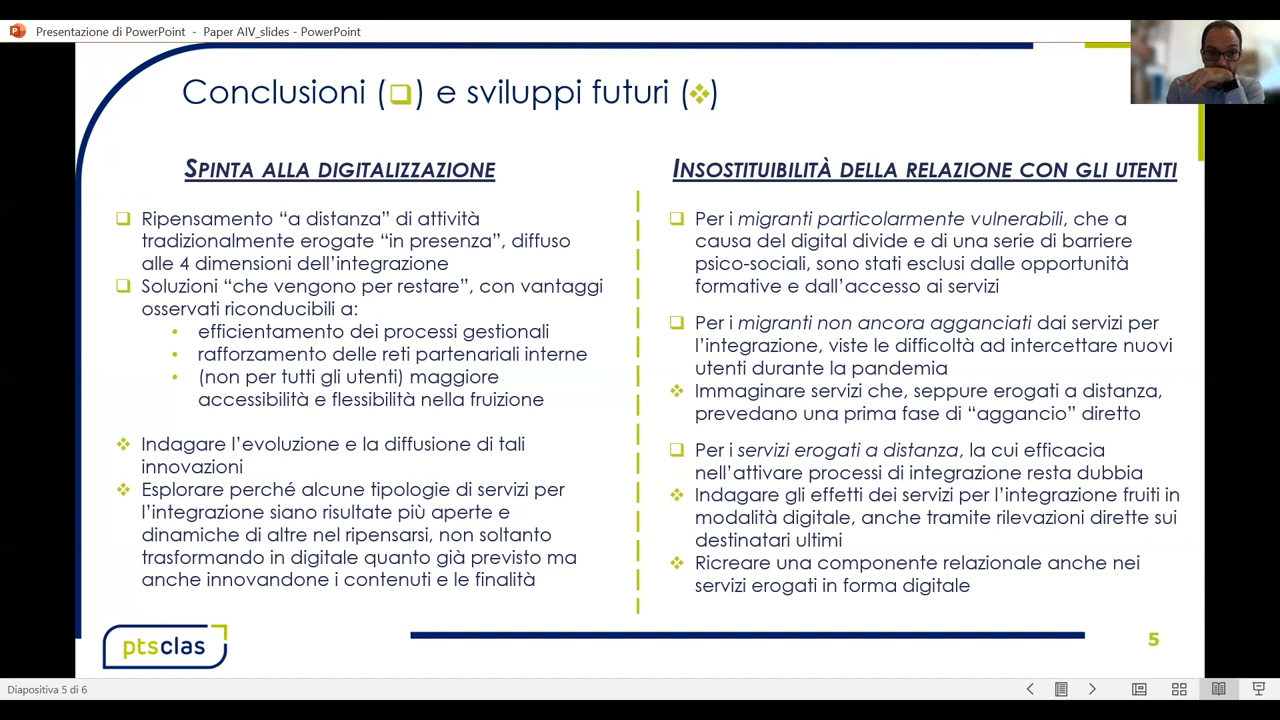 Presentazione di PowerPoint - Paper AIV_slides - PowerPoint
Conclusioni (❑) e sviluppi futuri (❖)
SPINTA ALLA DIGITALIZZAZIONE
❑ Ripensamento “a distanza” di attività
tradizionalmente erogate “in presenza”, diffuso
alle 4 dimensioni dell’integrazione
❑ Soluzioni “che vengono per restare”, con vantaggi
osservati riconducibili a:
• efficientamento dei processi gestionali
• rafforzamento delle reti partenariali interne
• (non per tutti gli utenti) maggiore
accessibilità e flessibilità nella fruizione
❖ Indagare l’evoluzione e la diffusione di tali
innovazioni
❖ Esplorare perché alcune tipologie di servizi per
l’integrazione siano risultate più aperte e
dinamiche di altre nel ripensarsi, non soltanto
trasformando in digitale quanto già previsto ma
anche innovandone i contenuti e le finalità
INSOSTITUIBILITÀ DELLA RELAZIONE CON GLI UTENTI
❑ Per i migranti particolarmente vulnerabili, che a
causa del digital divide e di una serie di barriere
psico-sociali, sono stati esclusi dalle opportunità
formative e dall’accesso ai servizi
❑ Per i migranti non ancora agganciati dai servizi per
l’integrazione, viste le difficoltà ad intercettare nuovi
utenti durante la pandemia
❖ Immaginare servizi che, seppure erogati a distanza,
prevedano una prima fase di “aggancio” diretto
❑ Per i servizi erogati a distanza, la cui efficacia
nell’attivare processi di integrazione resta dubbia
❖ Indagare gli effetti dei servizi per l’integrazione fruiti in
modalità digitale, anche tramite rilevazioni dirette sui
destinatari ultimi
❖ Ricreare una componente relazionale anche nei
servizi erogati in forma digitale
ptsclas
5
Diapositiva 5 di 6